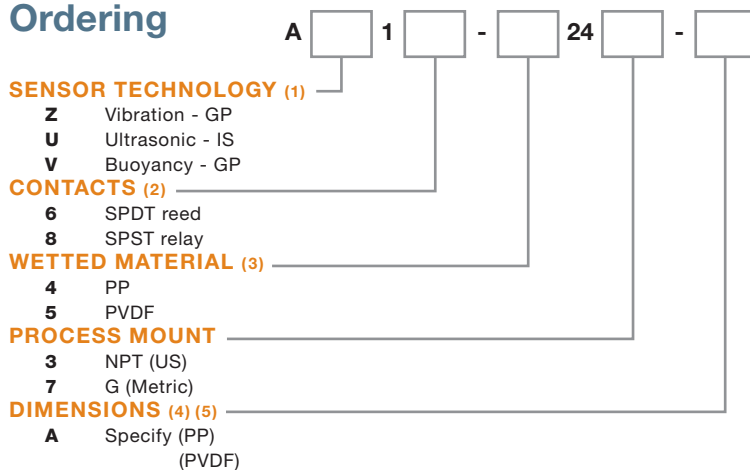 Ordering
A 1 - 24 -
SENSOR TECHNOLOGY (1)
Z Vibration - GP
U Ultrasonic - IS
V Buoyancy - GP
CONTACTS (2)
6 SPDT reed
8 SPST relay
WETTED MATERIAL (3)
4 PP
5 PVDF
PROCESS MOUNT
3 NPT (US)
7 G (Metric)
DIMENSIONS (4) (5)
A Specify (PP)
(PVDF)